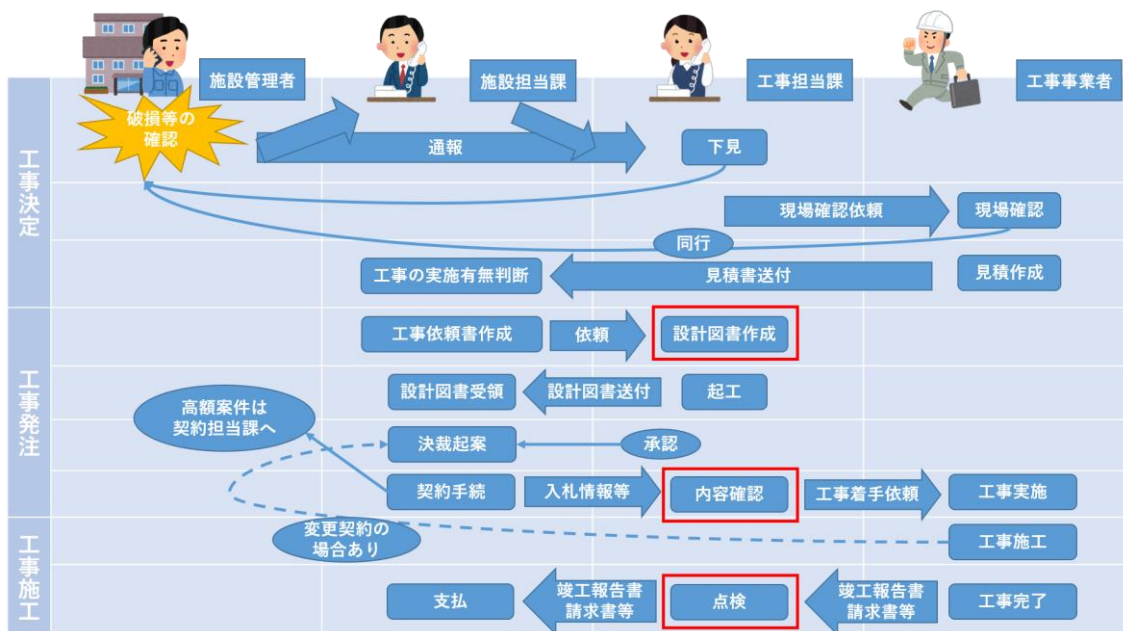 施設管理者
施設担当課
工事担当課
工事事業者
工事決定
破損等の
確認
通報
下見
現場確認依頼
現場確認
同行
工事の実施有無判断
見積書送付
見積作成
工事発注
工事依頼書作成
依頼
設計図書作成
設計図書受領
設計図書送付
起工
高額案件は
契約担当課へ
決裁起案
承認
契約手続
入札情報等
内容確認
工事着手依頼
工事実施
工事施工
変更契約の
場合あり
工事施工
支払
竣工報告書
請求書等
点検
竣工報告書
請求書等
工事完了